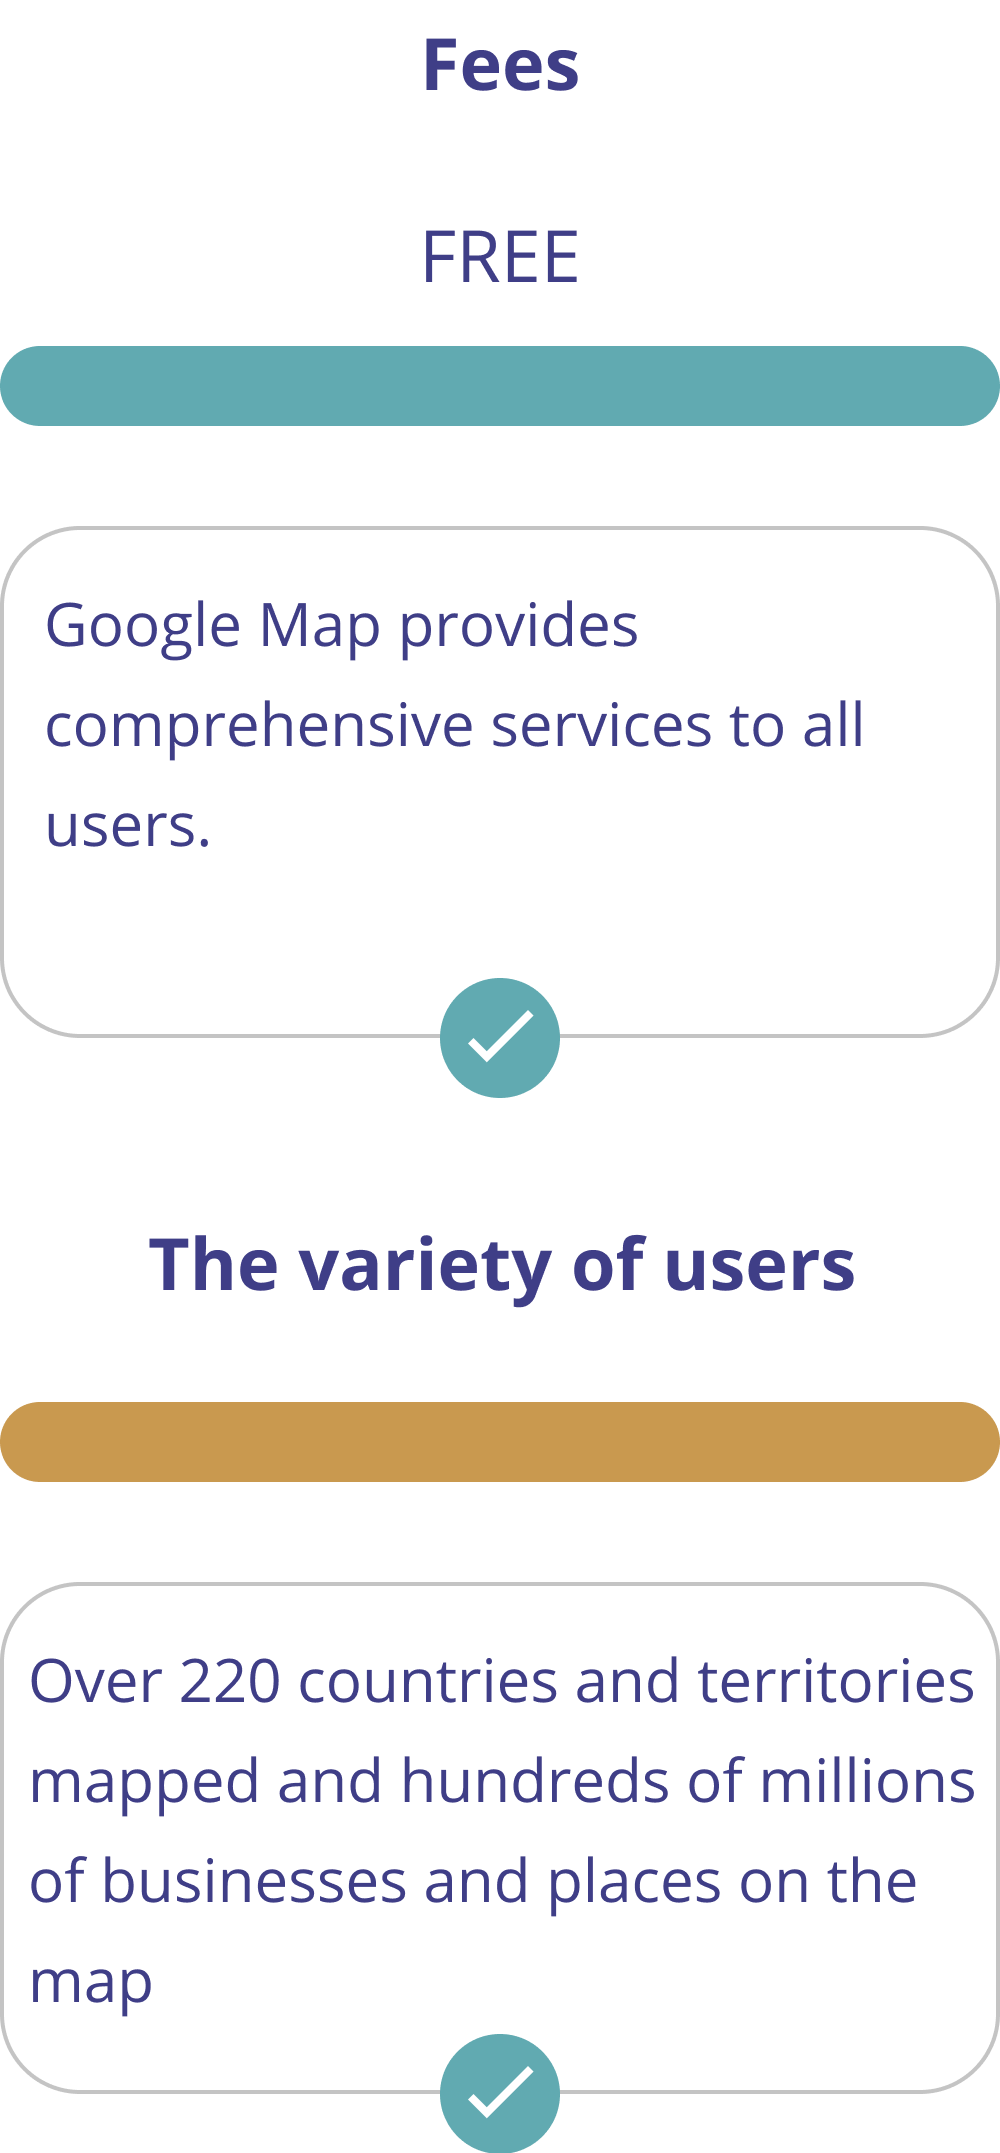 Fees
FREE
Google Map provides
comprehensive services to all
users.
The variety of users
Over 220 countries and territories
mapped and hundreds of millions
of businesses and places on the
map